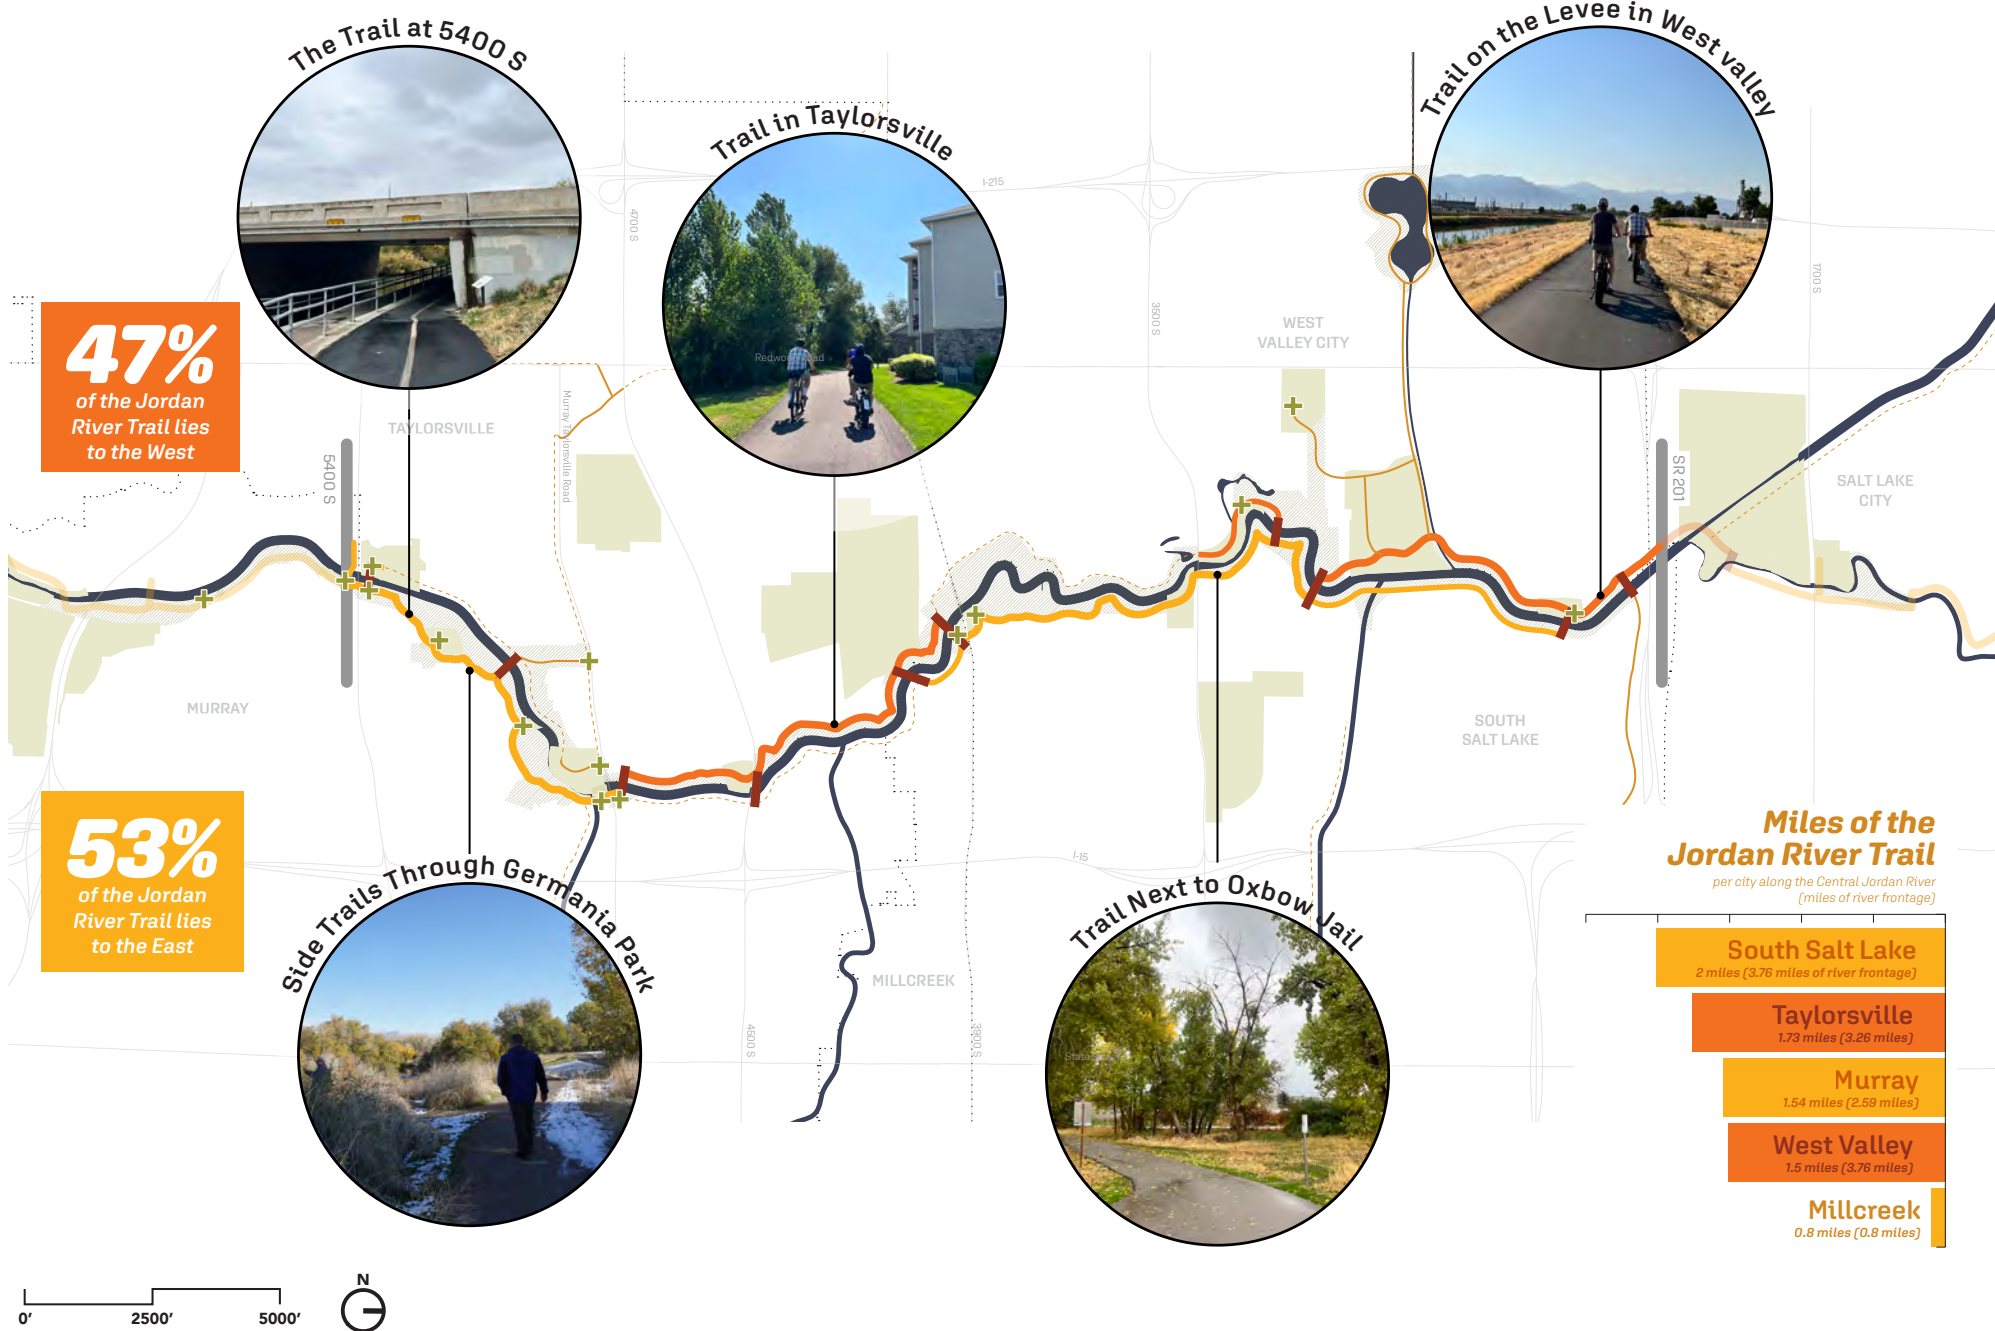 The Trail at 5400 S
Trail in Taylorsville
Trail on the Levee in West valley
I-215
4700 S
3500 S
1700 S
WEST
VALLEY CITY
47%
of the Jordan
River Trail lies
to the West
Redwood Road
Murray Taylorsville Road
TAYLORSVILLE
5400 S
SR 201
SALT LAKE
CITY
MURRAY
SOUTH
SALT LAKE
53%
of the Jordan
River Trail lies
to the East
I-15
Side Trails Through Germania Park
Trail Next to Oxbow Jail
MILLCREEK
4500 S
3900 S
Miles of the
Jordan River Trail
per city along the Central Jordan River
(miles of river frontage)
South Salt Lake
2 miles (3.76 miles of river frontage)
Taylorsville
1.73 miles (3.26 miles)
Murray
1.54 miles (2.59 miles)
West Valley
1.5 miles (3.76 miles)
Millcreek
0.8 miles (0.8 miles)
0'
2500'
5000'
N